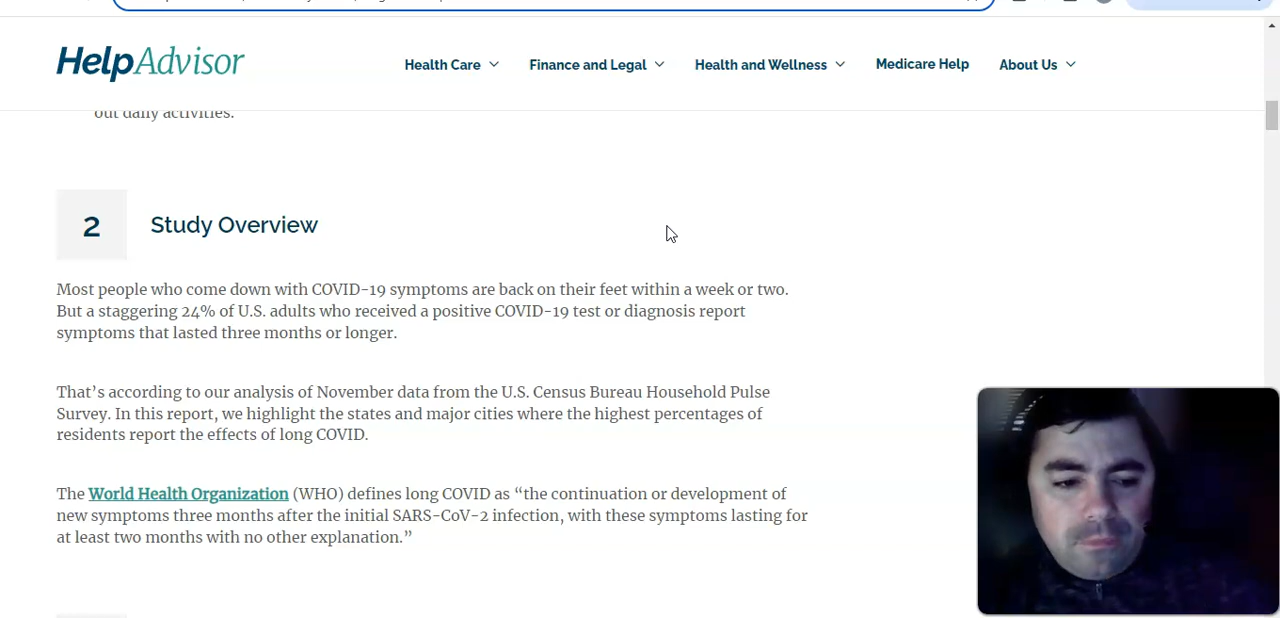 HelpAdvisor
Health Care
Finance and Legal
Health and Wellness
Medicare Help
About Us
out daily activities.
2
Study Overview
Most people who come down with COVID-19 symptoms are back on their feet within a week or two.
But a staggering 24% of U.S. adults who received a positive COVID-19 test or diagnosis report
symptoms that lasted three months or longer.
That’s according to our analysis of November data from the U.S. Census Bureau Household Pulse
Survey. In this report, we highlight the states and major cities where the highest percentages of
residents report the effects of long COVID.
The World Health Organization (WHO) defines long COVID as “the continuation or development of
new symptoms three months after the initial SARS-CoV-2 infection, with these symptoms lasting for
at least two months with no other explanation.”